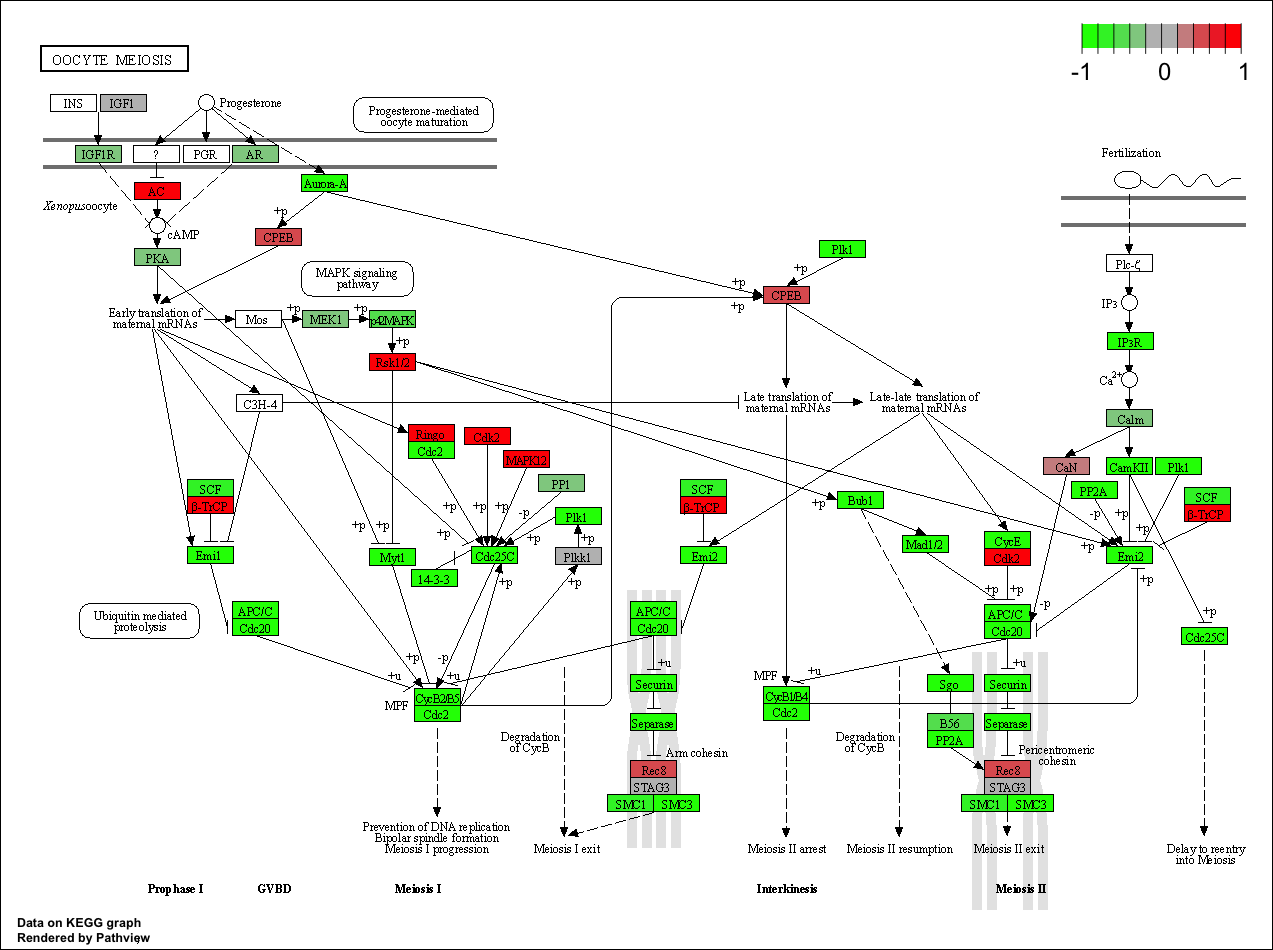 OOCYTE MEIOSIS
-1 0 1
INS
IGF1
Progesterone
Progesterone-mediated
oocyte maturation
IGF1R
?
PGR
AR
Fertilization
AC
Aurora-A
Xenopus oocyte
+p
cAMP
CPEB
PKA
Plk1
Plc-ζ
MAPK signaling
pathway
+p
+p
CPEB
+p
IP3
Early translation of
maternal mRNAs
Mos
+p
MEK1
+p
p42MAPK
+p
IP3R
Rsk1/2
Ca2+
C3H-4
Late translation of
maternal mRNAs
Late-late translation of
maternal mRNAs
Calm
Ringo
Cdc2
Cdk2
MAPK12
CaN
CamKII
Plk1
PP1
SCF
β-TrCP
SCF
β-TrCP
Bub1
PP2A
SCF
β-TrCP
+p
+p
+p
+p
+p
-p
Plk1
+p
-p
+p
+p
+p
+p
+p
Emi1
Myt1
Cdc25C
Plkk1
Emi2
Mad1/2
CycE
Cdk2
+p
Emi2
14-3-3
+p
+p
+p
+p
+p
Ubiquitin mediated
proteolysis
APC/C
Cdc20
APC/C
Cdc20
APC/C
Cdc20
-p
+p
Cdc25C
+p
-p
+u
+u
+u
+u
MPF
CycB2/B5
Cdc2
Securin
MPF
CycB1/B4
Cdc2
Sgo
Securin
Separase
B56
PP2A
Separase
Degradation
of CycB
Arm cohesin
Degradation
of CycB
Pericentromeric
cohesin
Rec8
STAG3
SMC1
SMC3
Rec8
STAG3
SMC1
SMC3
Prevention of DNA replication
Bipolar spindle formation
Meiosis I progression
Meiosis I exit
Meiosis II arrest
Meiosis II resumption
Meiosis II exit
Delay to reentry
into Meiosis
Prophase I
GVBD
Meiosis I
Interkinesis
Meiosis II
Data on KEGG graph
Rendered by Pathview